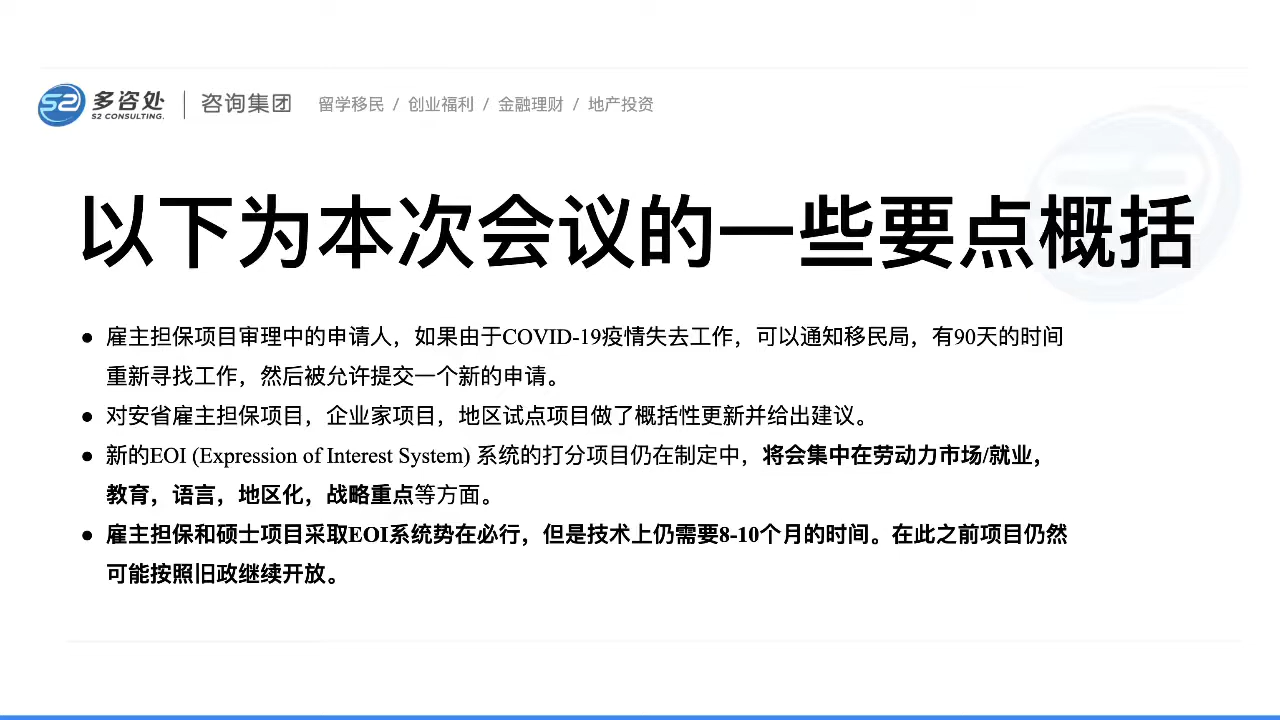 S2 多咨处
S2 CONSULTING.
咨询集团
留学移民 / 创业福利 / 金融理财 / 地产投资
以下为本次会议的一些要点概括
● 雇主担保项目审理中的申请人，如果由于COVID-19疫情失去工作，可以通知移民局，有90天的时间
重新寻找工作，然后被允许提交一个新的申请。
● 对安省雇主担保项目，企业家项目，地区试点项目做了概括性更新并给出建议。
● 新的EOI (Expression of Interest System) 系统的打分项目仍在制定中，将会集中在劳动力市场/就业，
教育，语言，地区化，战略重点等方面。
● 雇主担保和硕士项目采取EOI系统势在必行，但是技术上仍需要8-10个月的时间。在此之前项目仍然
可能按照旧政继续开放。